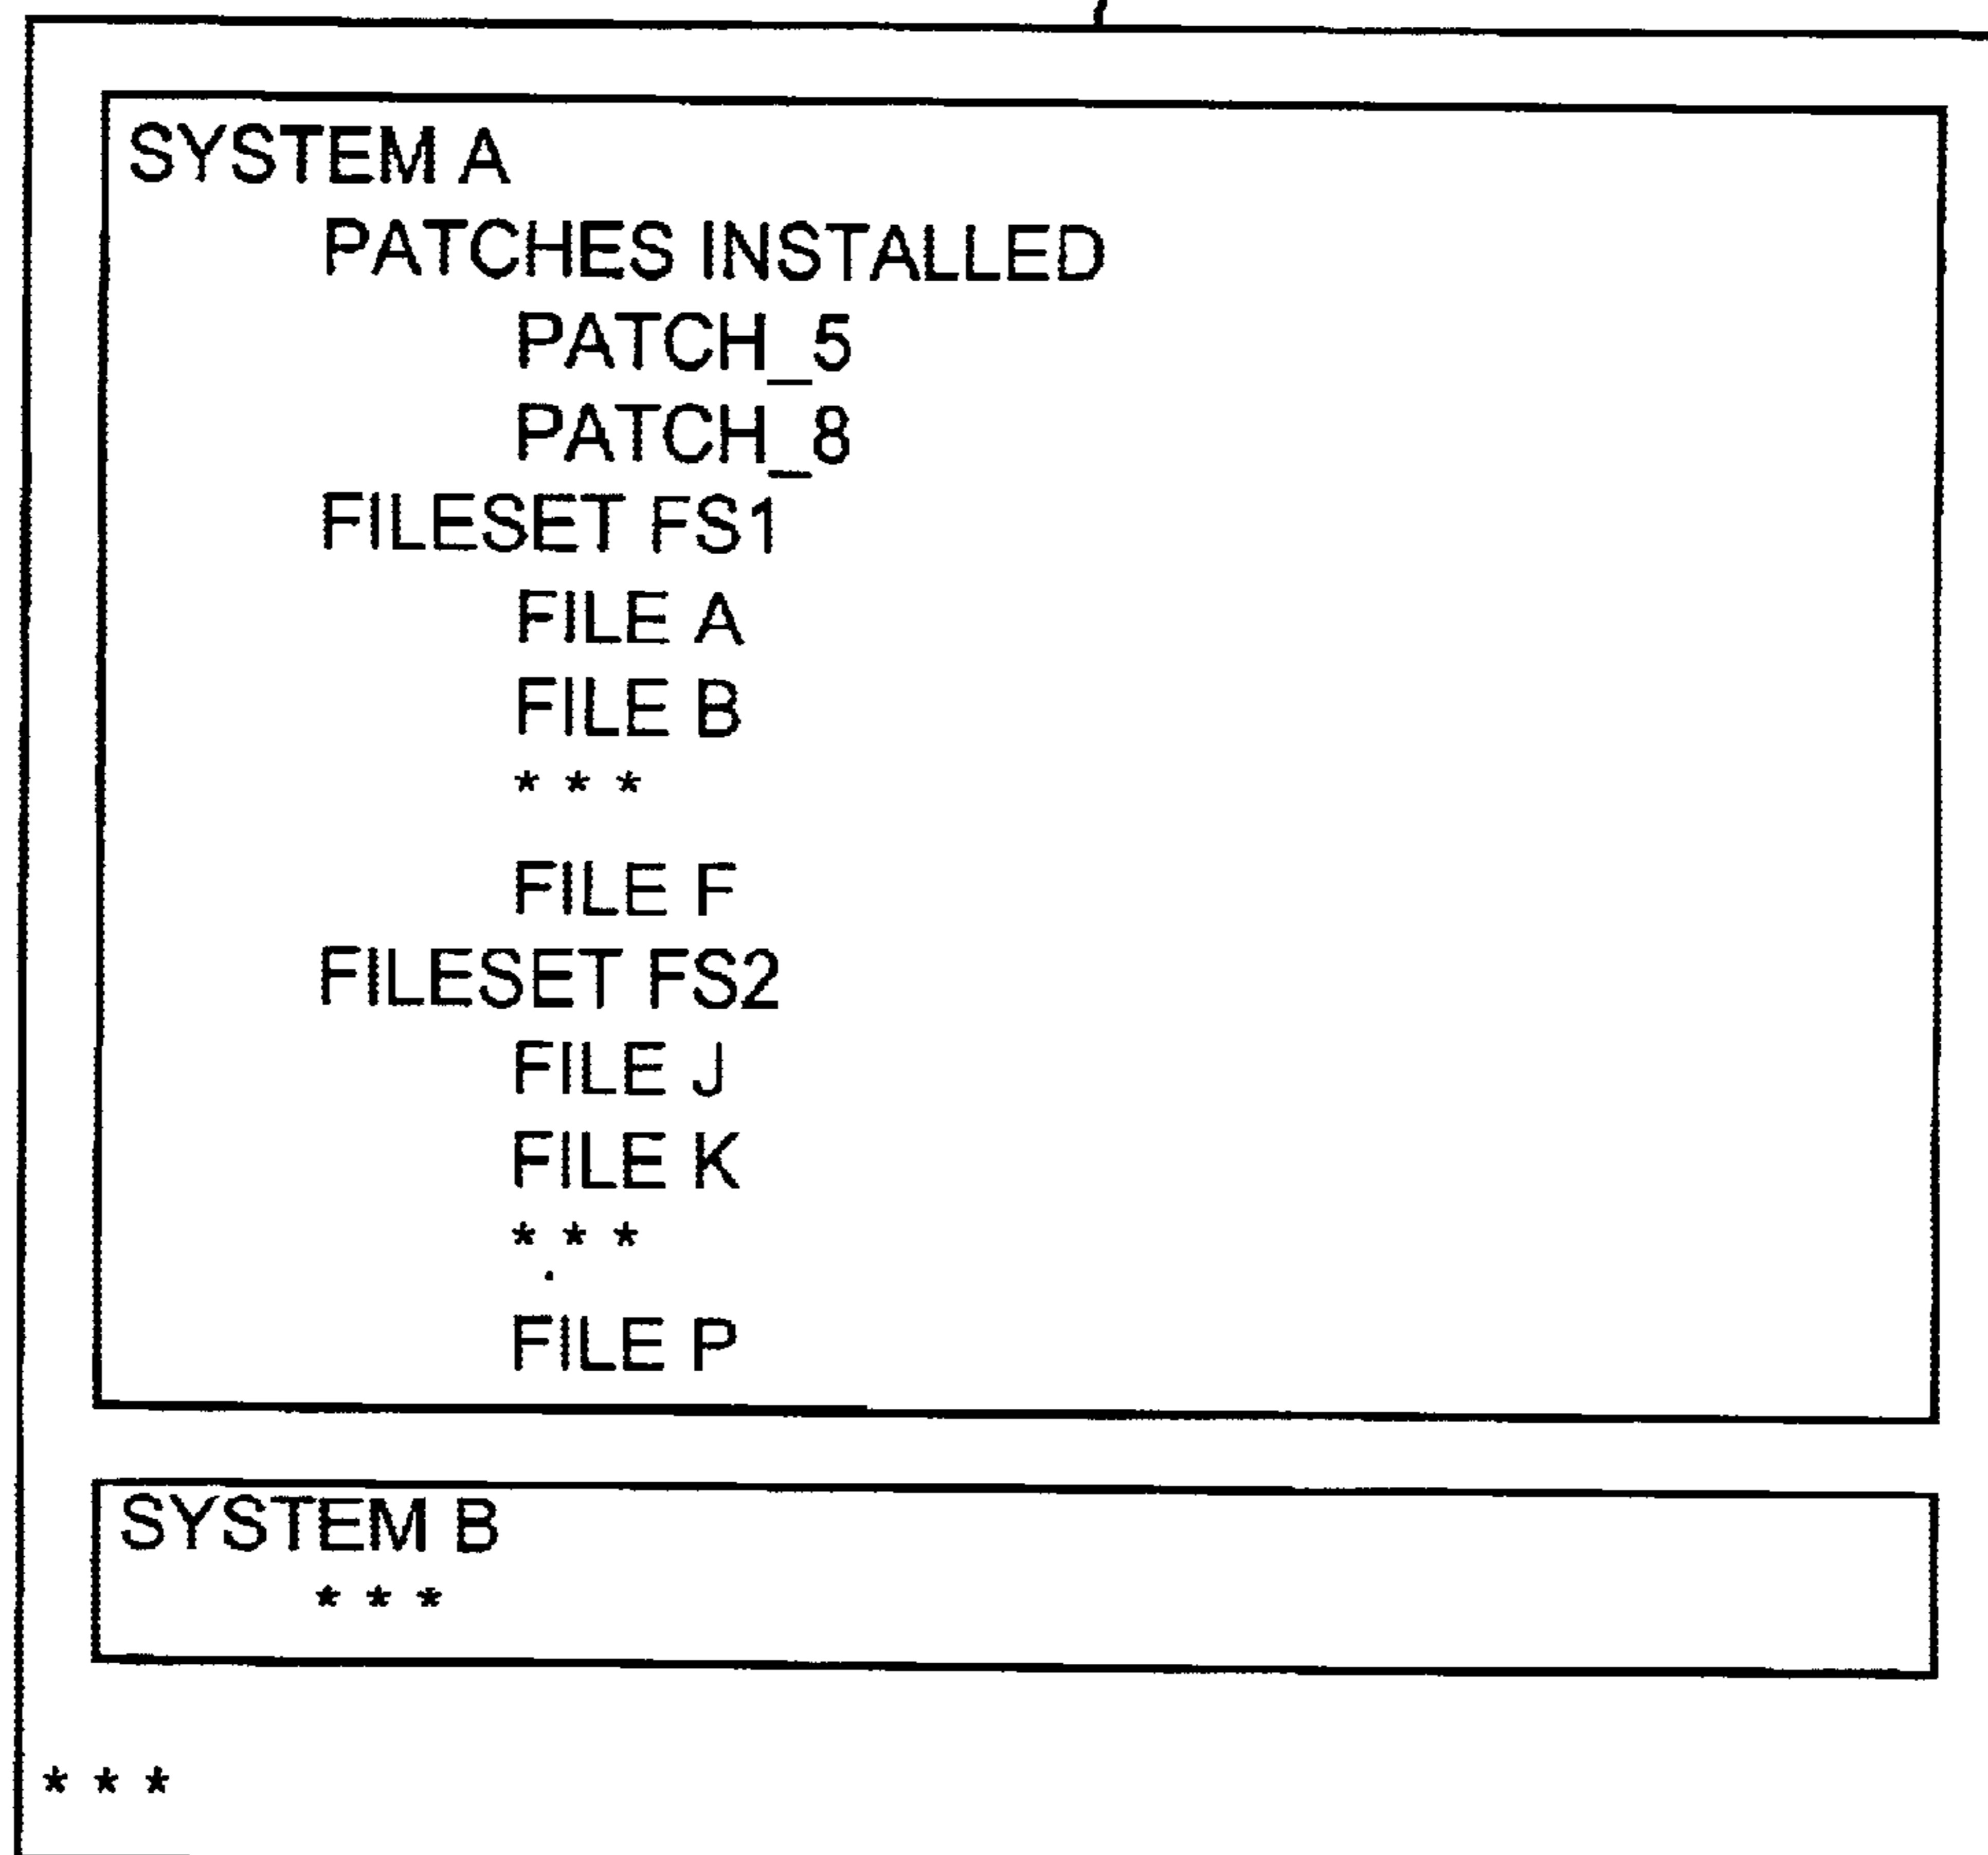 SYSTEM A
PATCHES INSTALLED
PATCH_5
PATCH_8
FILESET FS1
FILE A
FILE B
* * *
FILE F
FILESET FS2
FILE J
FILE K
* * *
FILE P
SYSTEM B
* * *
* * *